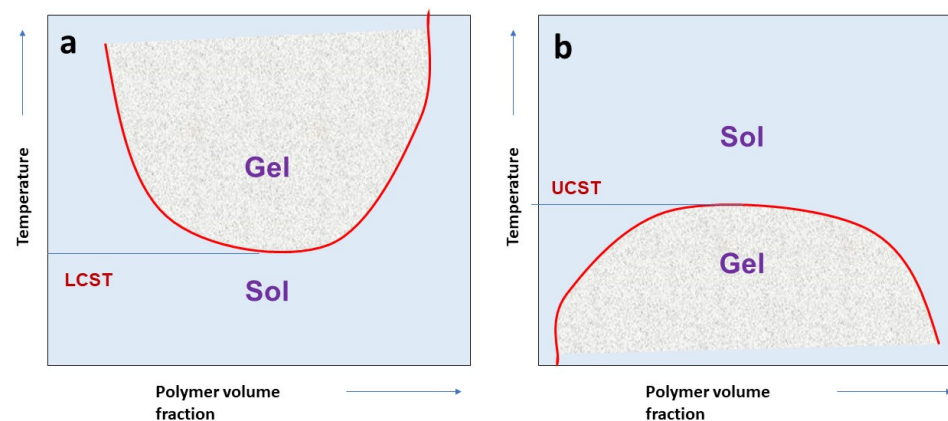 a
Temperature
Gel
LCST
Sol
Polymer volume
fraction
b
Temperature
Sol
UCST
Gel
Polymer volume
fraction